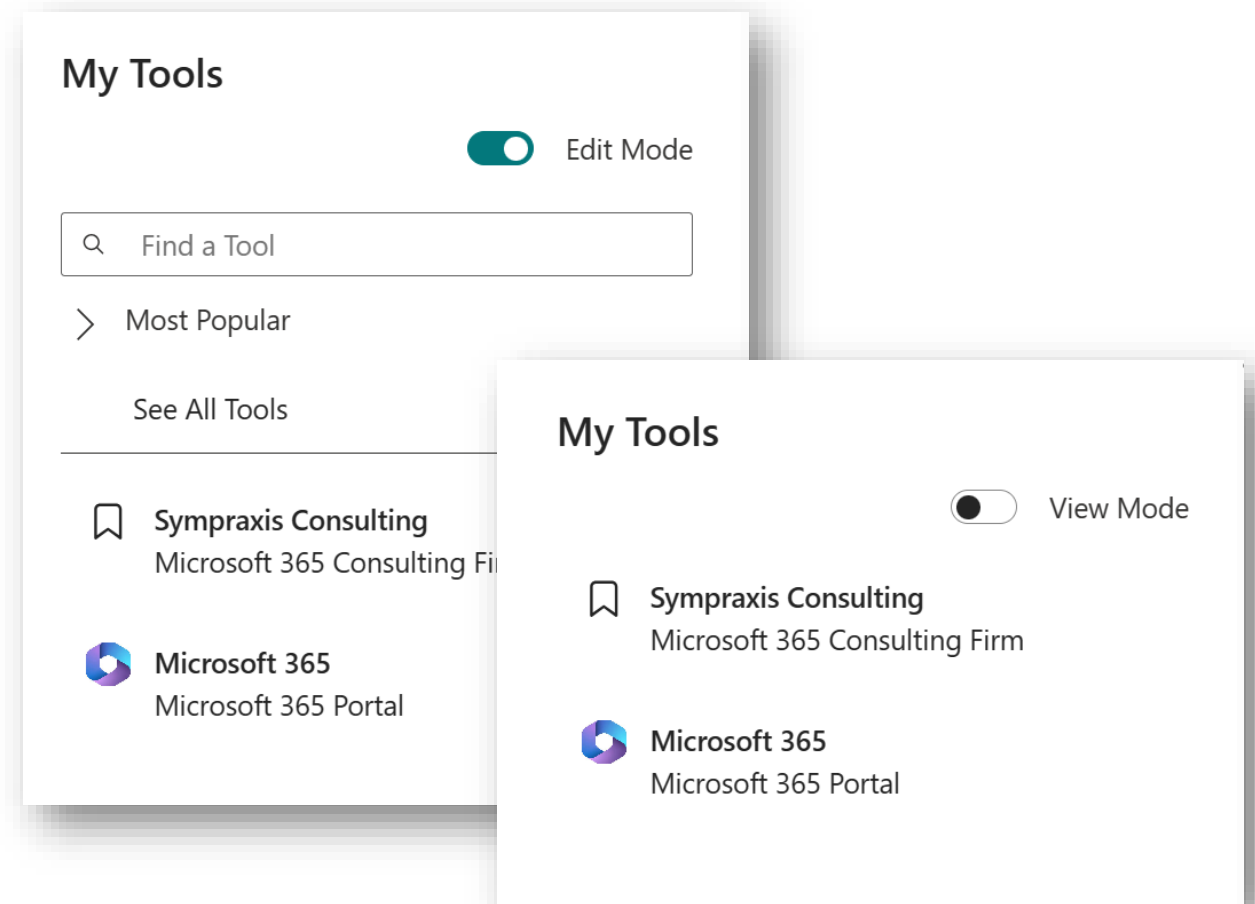 My Tools
Edit Mode
Find a Tool
Most Popular
See All Tools
Sympraxis Consulting
Microsoft 365 Consulting
Microsoft 365
Microsoft 365 Portal
My Tools
View Mode
Sympraxis Consulting
Microsoft 365 Consulting Firm
Microsoft 365
Microsoft 365 Portal